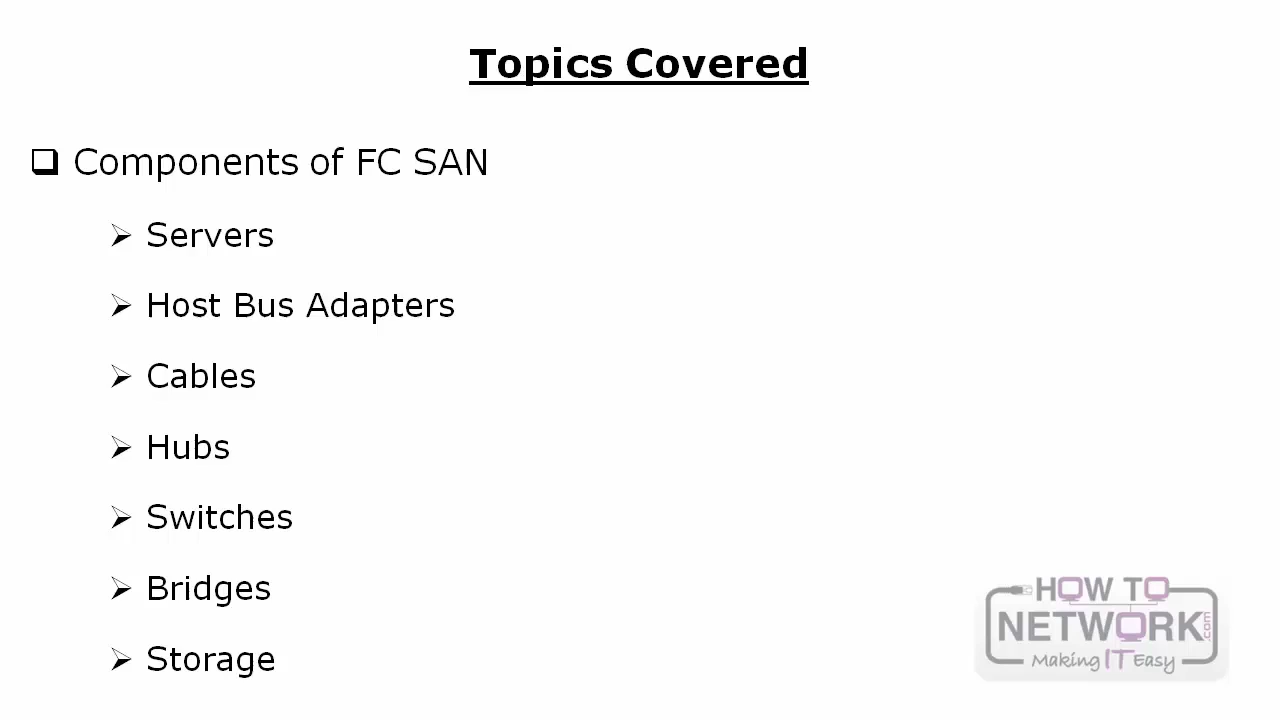 Topics Covered
❑ Components of FC SAN
➢ Servers
➢ Host Bus Adapters
➢ Cables
➢ Hubs
➢ Switches
➢ Bridges
➢ Storage
HOW TO
NETWORK.com
Making IT Easy